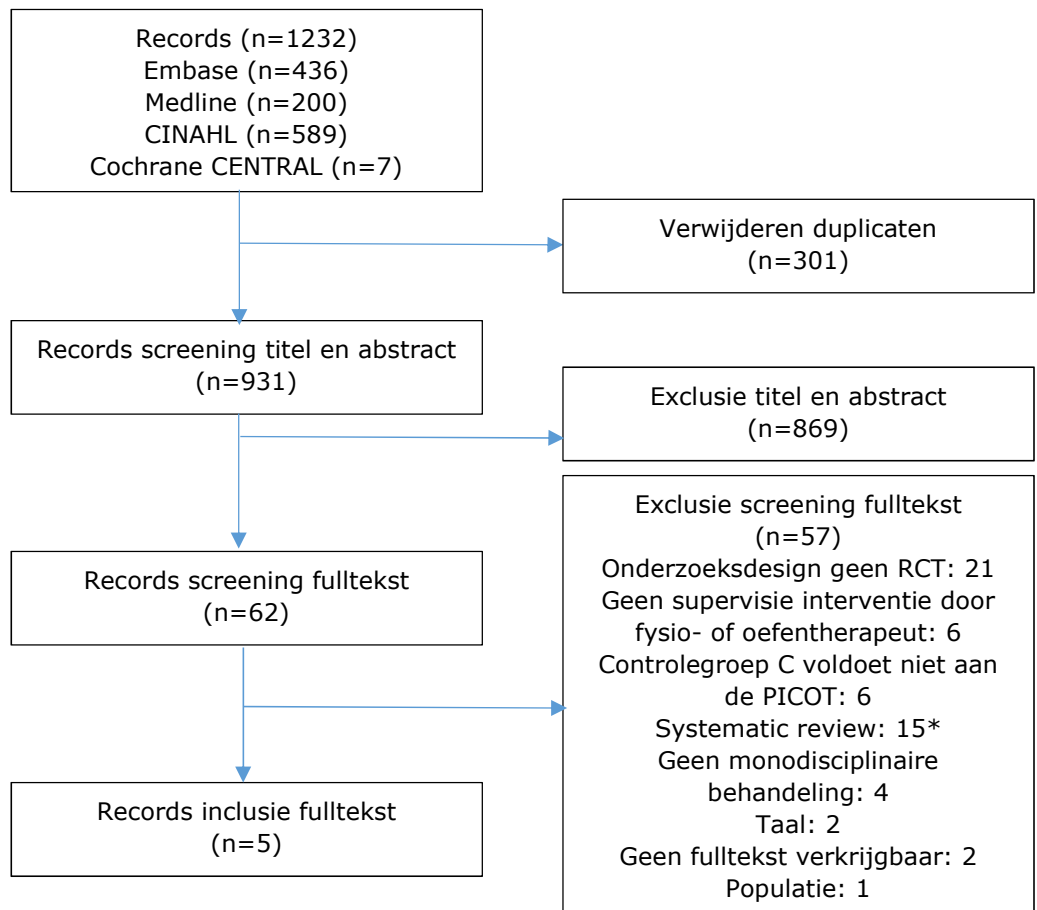 Records (n=1232)
Embase (n=436)
Medline (n=200)
CINAHL (n=589)
Cochrane CENTRAL (n=7)
Verwijderen duplicaten
(n=301)
Records screening titel en abstract
(n=931)
Exclusie titel en abstract
(n=869)
Records screening fulltekst
(n=62)
Exclusie screening fulltekst
(n=57)
Onderzoeksdesign geen RCT: 21
Geen supervisie interventie door
fysio- of oefentherapeut: 6
Controlegroep C voldoet niet aan
de PICOT: 6
Systematic review: 15*
Geen monodisciplinaire
behandeling: 4
Taal: 2
Geen fulltekst verkrijgbaar: 2
Populatie: 1
Records inclusie fulltekst
(n=5)